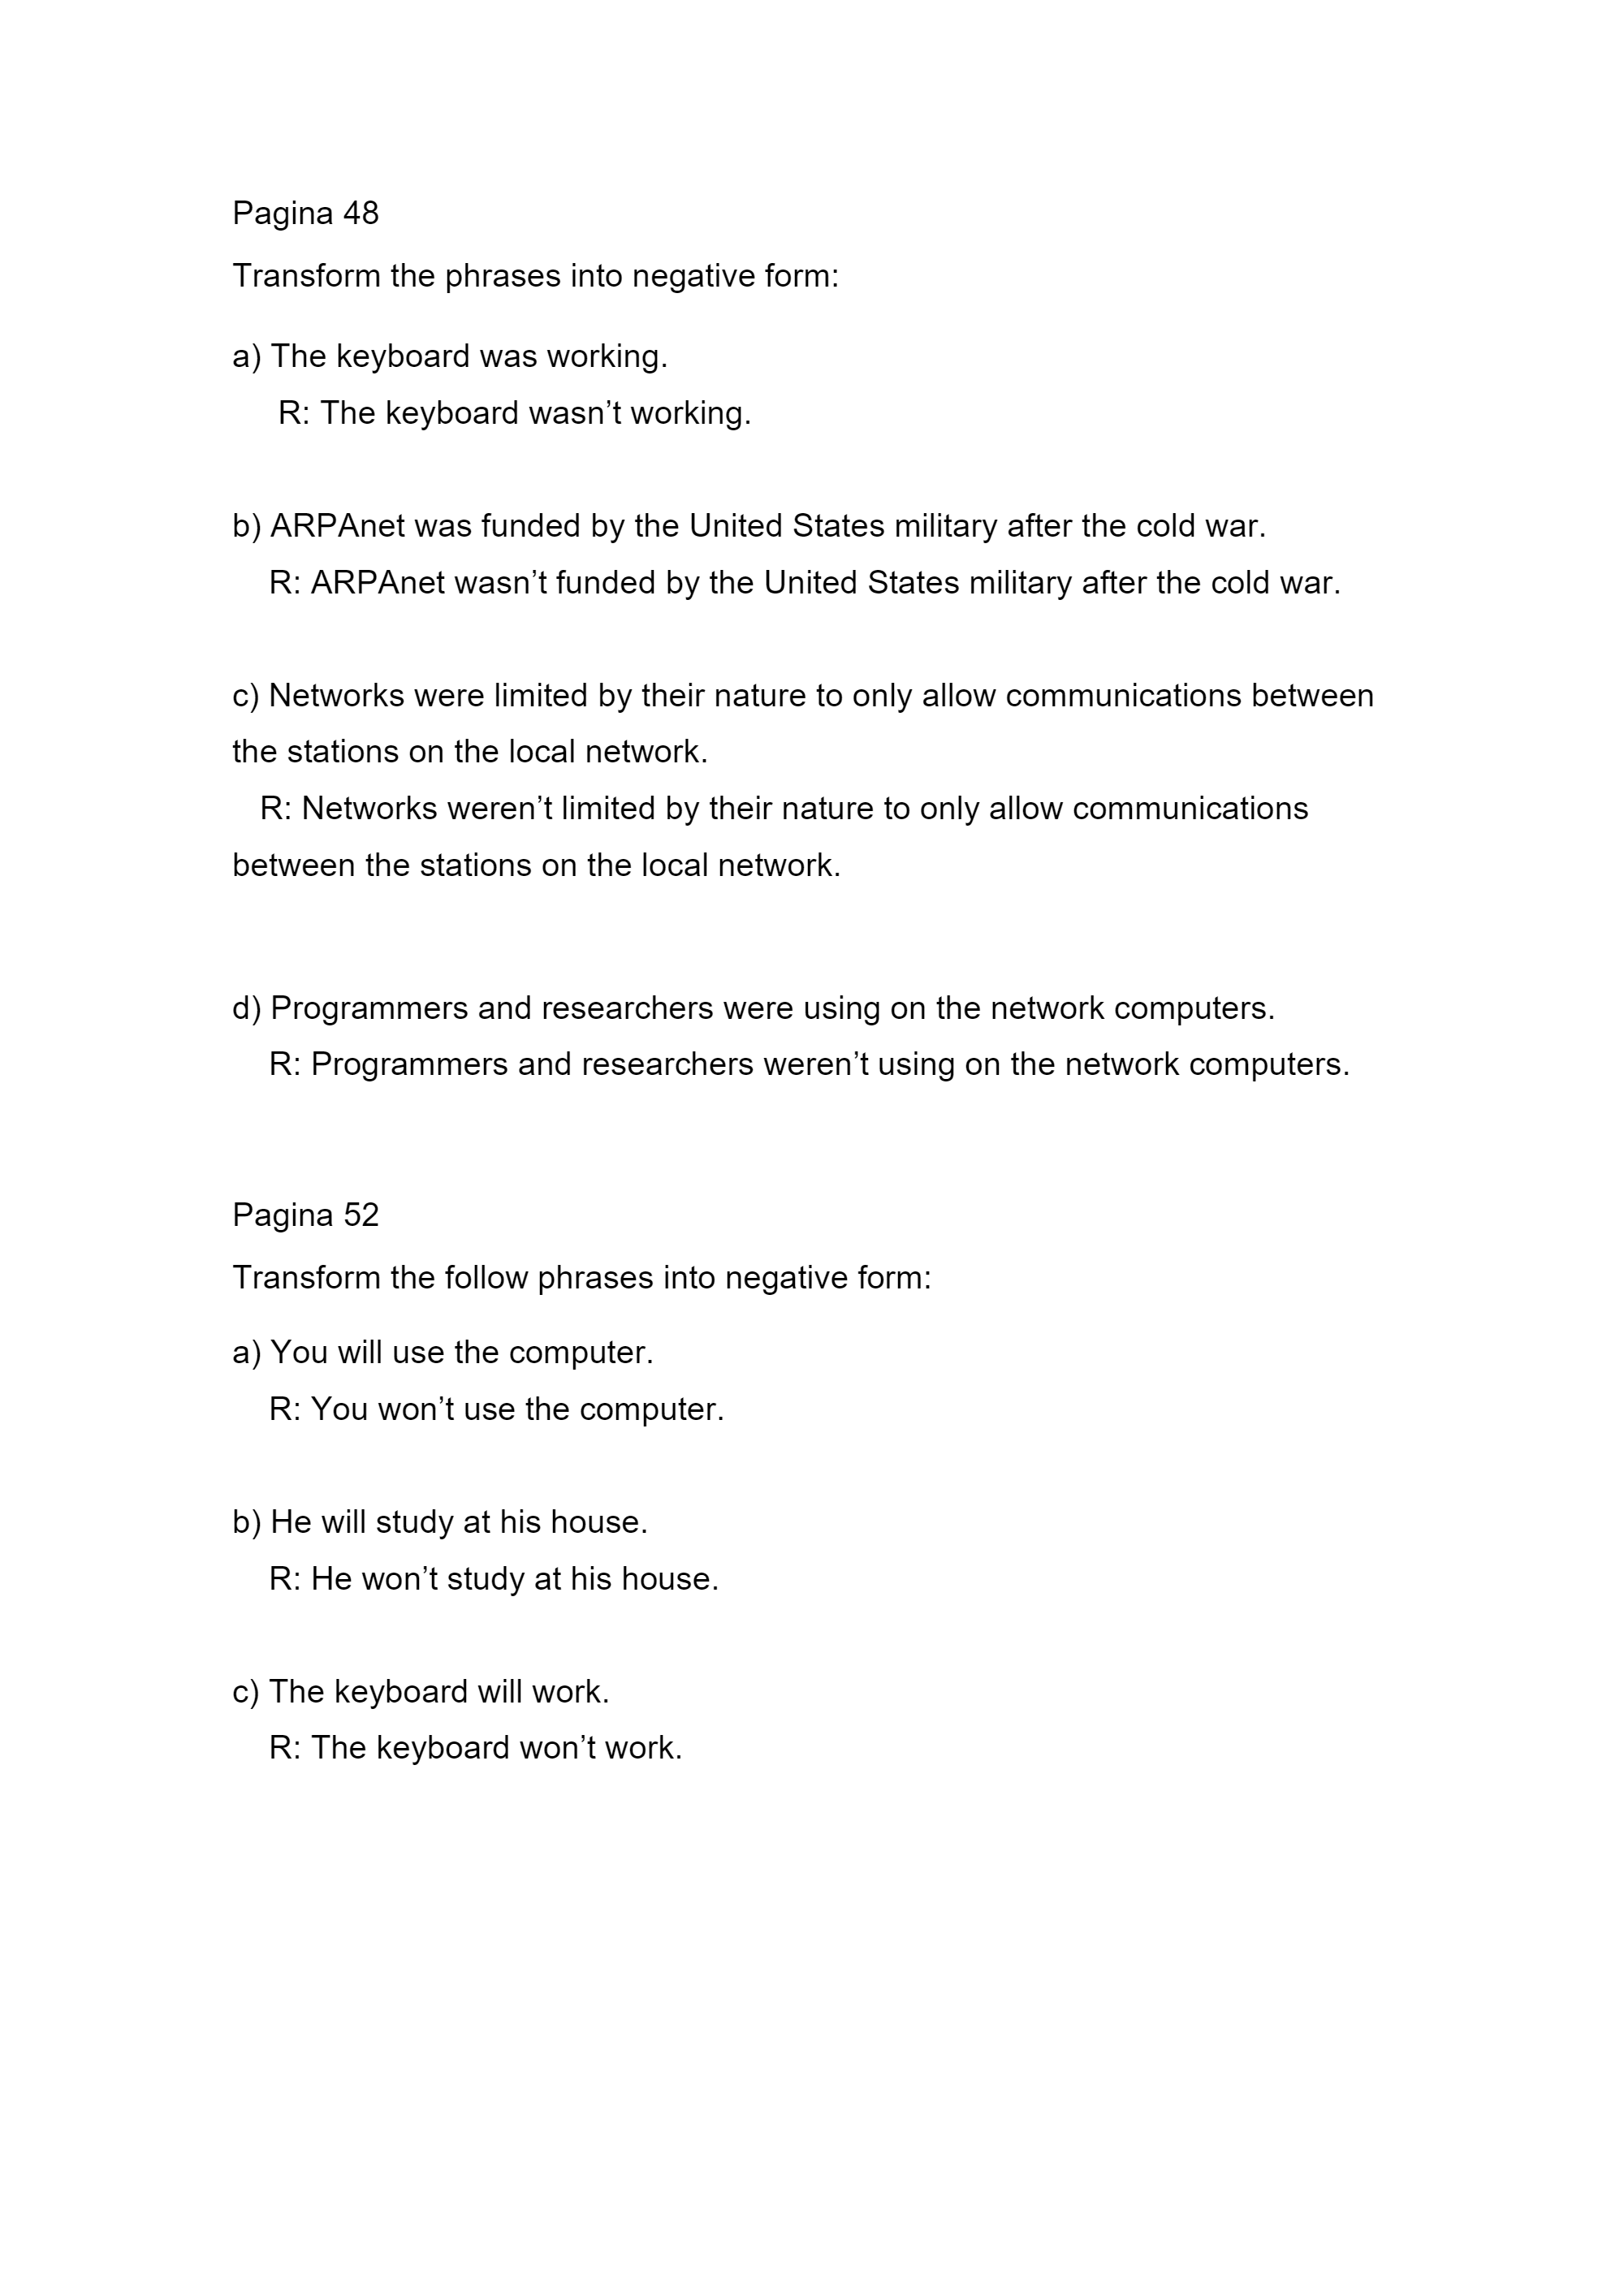 Pagina 48
Transform the phrases into negative form:
a) The keyboard was working.
R: The keyboard wasn’t working.
b) ARPAnet was funded by the United States military after the cold war.
R: ARPAnet wasn’t funded by the United States military after the cold war.
c) Networks were limited by their nature to only allow communications between
the stations on the local network.
R: Networks weren’t limited by their nature to only allow communications
between the stations on the local network.
d) Programmers and researchers were using on the network computers.
R: Programmers and researchers weren’t using on the network computers.
Pagina 52
Transform the follow phrases into negative form:
a) You will use the computer.
R: You won’t use the computer.
b) He will study at his house.
R: He won’t study at his house.
c) The keyboard will work.
R: The keyboard won’t work.